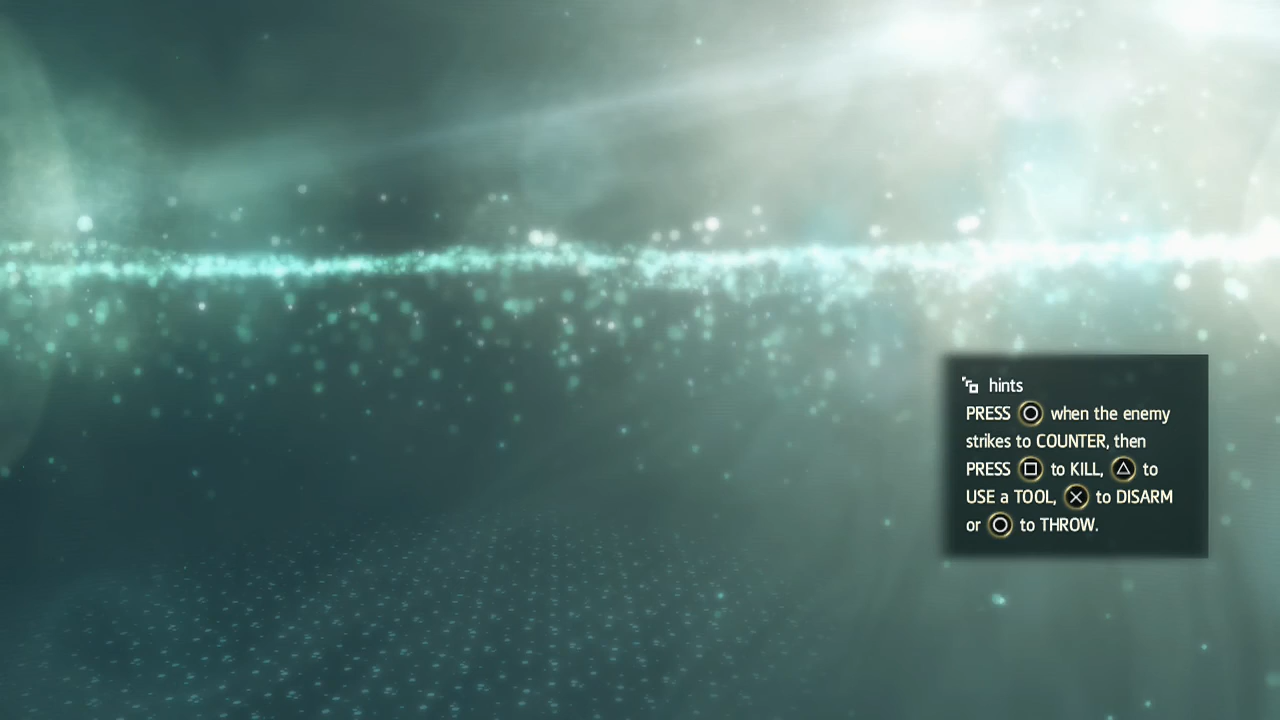 hints
PRESS ○ when the enemy
strikes to COUNTER, then
PRESS □ to KILL, △ to
USE a TOOL, ✕ to DISARM
or ○ to THROW.